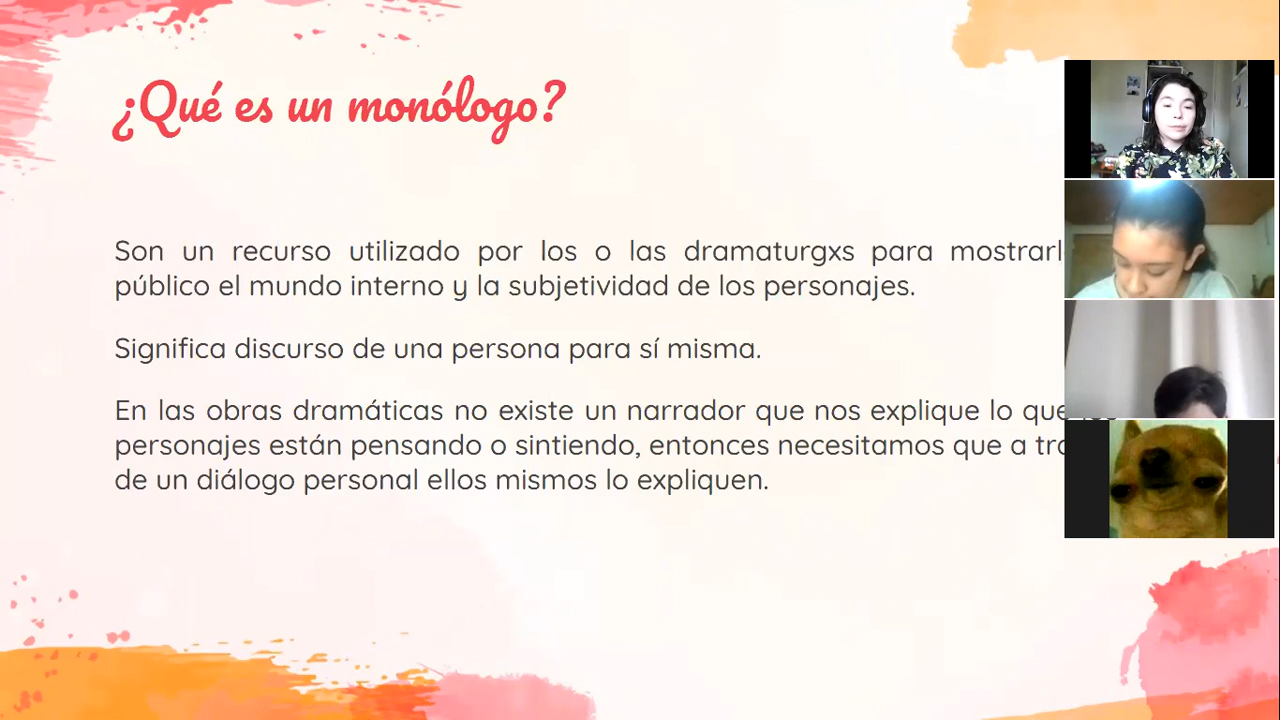 ¿Qué es un monólogo?
Son un recurso utilizado por los o las dramaturgxs para
público el mundo interno y la subjetividad de los personajes.
Significa discurso de una persona para sí misma.
En las obras dramáticas no existe un narrador que nos explique lo que
personajes están pensando o sintiendo, entonces necesitamos que a
de un diálogo personal ellos mismos lo expliquen.